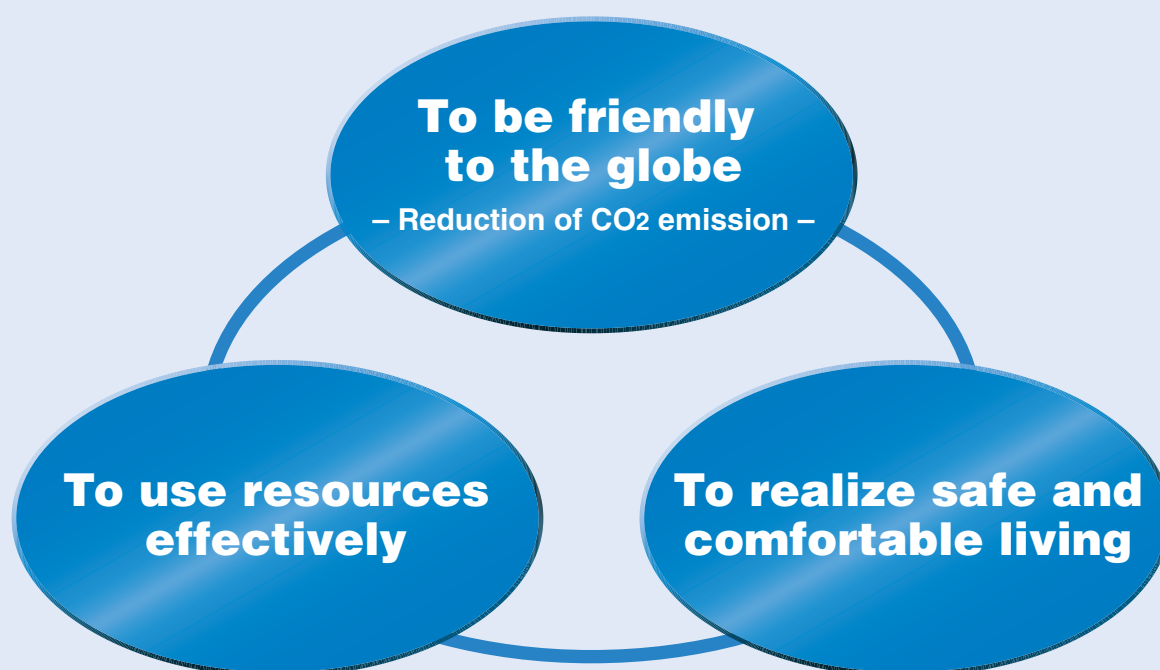 To be friendly
to the globe
– Reduction of CO2 emission –
To use resources
effectively
To realize safe and
comfortable living